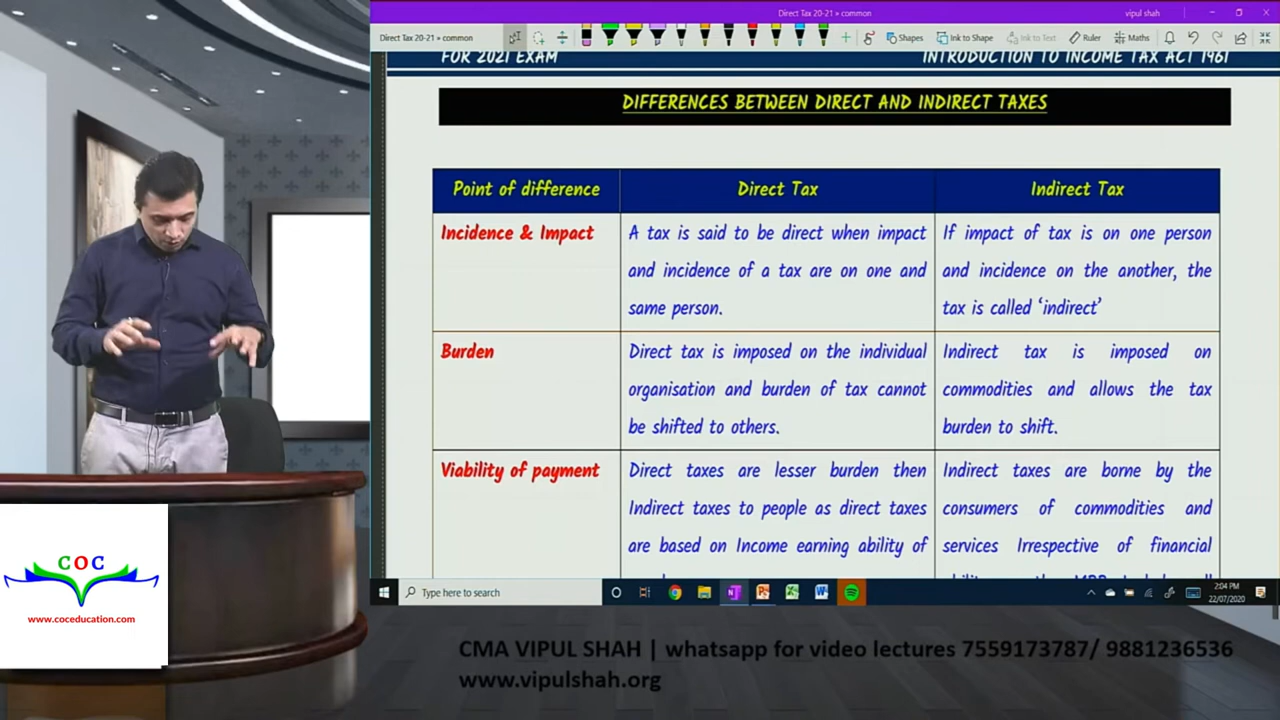 Direct Tax 20-21 » common
vipul shah
Direct Tax 20-21 » common
Shapes
Ink to Shape
Ink to Text
Ruler
Maths
FOR 2021 EXAM
INTRODUCTION TO INCOME TAX ACT 1961
DIFFERENCES BETWEEN DIRECT AND INDIRECT TAXES
Point of difference
Direct Tax
Indirect Tax
Incidence & Impact
A tax is said to be direct when impact
and incidence of a tax are on one and
same person.
If impact of tax is on one person
and incidence on the another, the
tax is called ‘indirect’
Burden
Direct tax is imposed on the individual
organisation and burden of tax cannot
be shifted to others.
Indirect tax is imposed on
commodities and allows the tax
burden to shift.
Viability of payment
Direct taxes are lesser burden then
Indirect taxes to people as direct taxes
are based on Income earning ability of
Indirect taxes are borne by the
consumers of commodities and
services Irrespective of financial
Type here to search
2:04 PM
22/07/2020
COC
www.coceducation.com
CMA VIPUL SHAH | whatsapp for video lectures 7559173787/ 9881236536
www.vipulshah.org